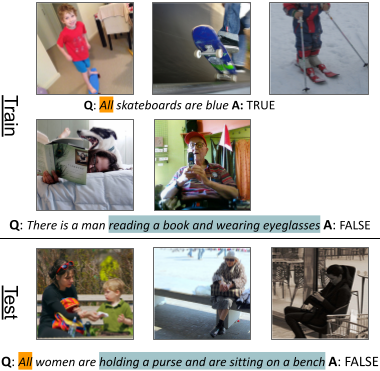 Train
Q: All skateboards are blue A: TRUE
Q: There is a man reading a book and wearing eyeglasses A: FALSE
Test
Q: All women are holding a purse and are sitting on a bench A: FALSE